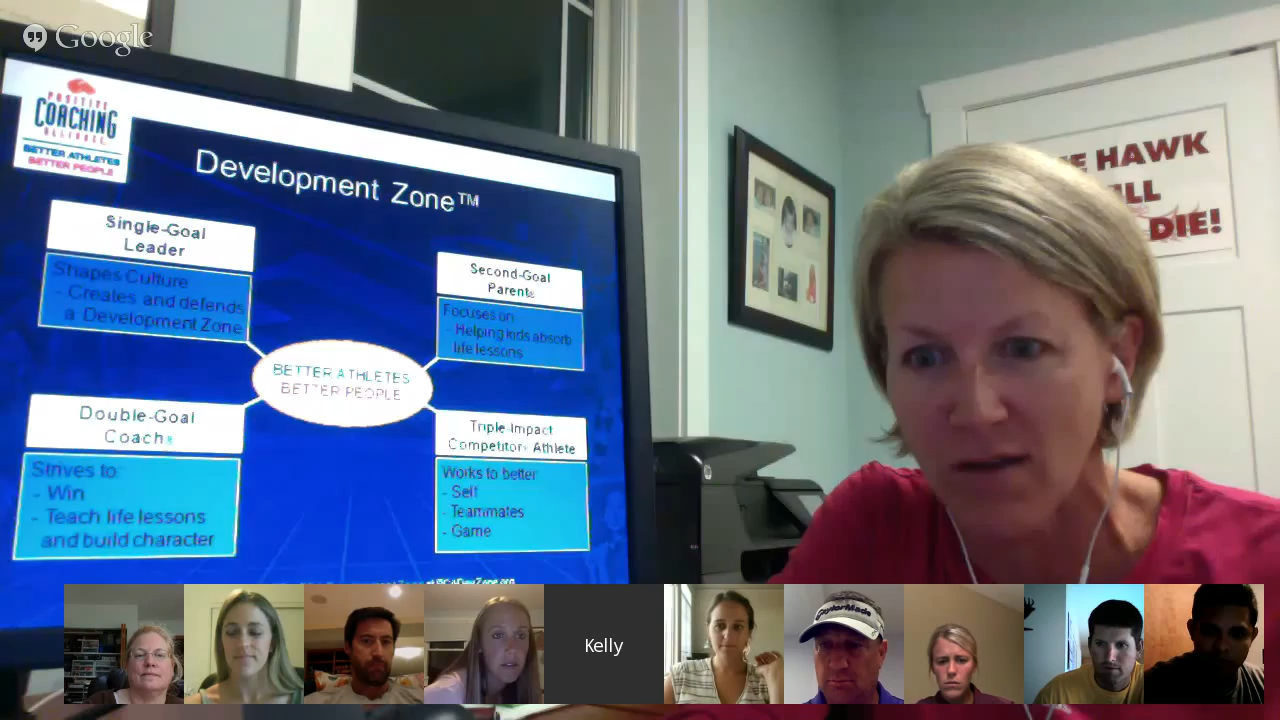 Google
POSITIVE
COACHING
ALLIANCE
BETTER ATHLETES
BETTER PEOPLE
Development Zone™
Single-Goal
Leader
Shapes Culture
- Creates and defends
a Development Zone
Second-Goal
Parents
Focuses on
- Helping kids absorb
life lessons
BETTER ATHLETES
BETTER PEOPLE
Double-Goal
Coach®
Strives to:
- Win
- Teach life lessons
and build character
Triple-Impact
Competitor® Athlete
Works to better
- Self
- Teammates
- Game
HAWK
DIE!
Kelly
TaylorMade